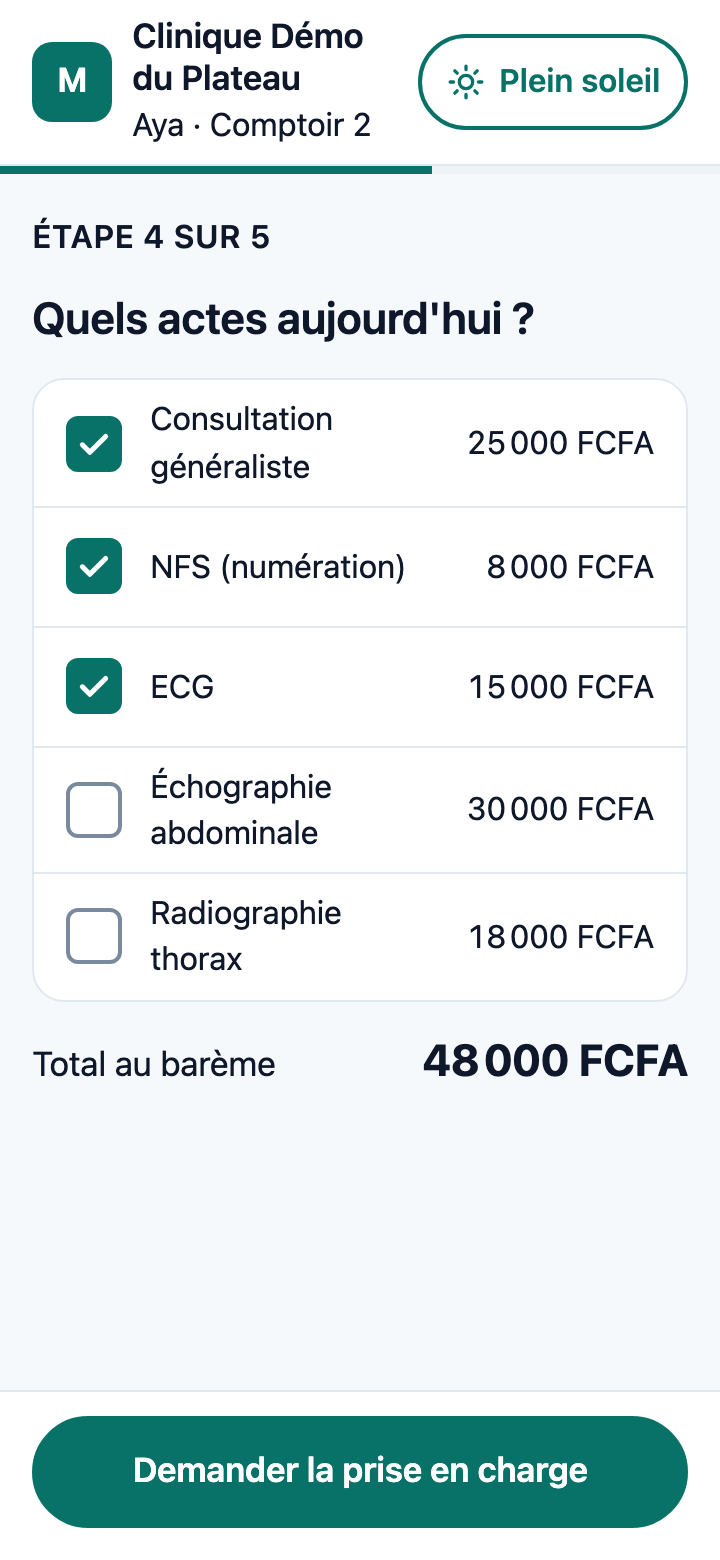 M
Clinique Démo
du Plateau
Aya · Comptoir 2
Plein soleil
ÉTAPE 4 SUR 5
Quels actes aujourd'hui ?
Consultation
généraliste
25 000 FCFA
NFS (numération)
8 000 FCFA
ECG
15 000 FCFA
Échographie
abdominale
30 000 FCFA
Radiographie
thorax
18 000 FCFA
Total au barème
48 000 FCFA
Demander la prise en charge